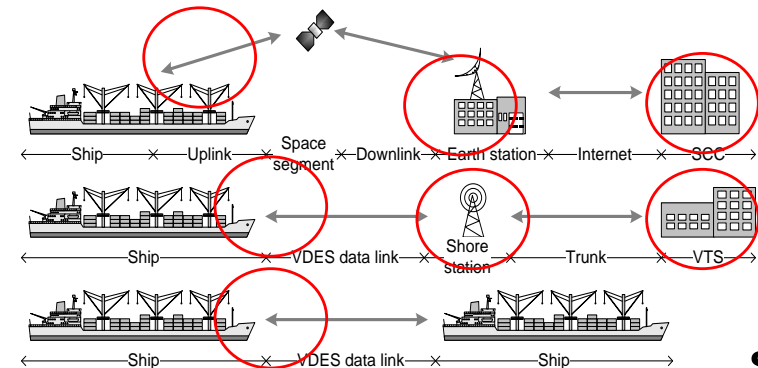 Ship Uplink Space segment Downlink Earth station Internet SCC
Ship VDES data link Shore station Trunk VTS
Ship VDES data link Ship